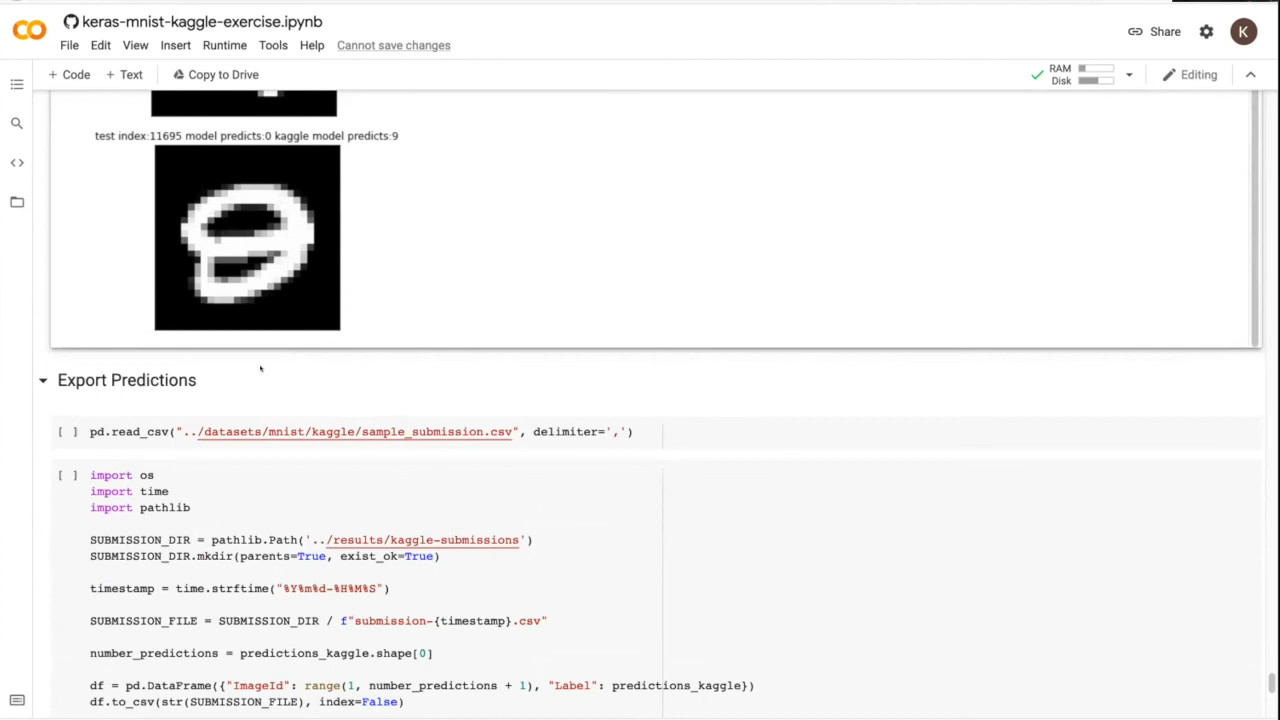 keras-mnist-kaggle-exercise.ipynb
File Edit View Insert Runtime Tools Help Cannot save changes
Share
K
+ Code + Text Copy to Drive
RAM
Disk
Editing
test index:11695 model predicts:0 kaggle model predicts:9
Export Predictions
[ ] pd.read_csv("../datasets/mnist/kaggle/sample_submission.csv", delimiter=',')
[ ] import os
import time
import pathlib
SUBMISSION_DIR = pathlib.Path('../results/kaggle-submissions')
SUBMISSION_DIR.mkdir(parents=True, exist_ok=True)
timestamp = time.strftime("%Y%m%d-%H%M%S")
SUBMISSION_FILE = SUBMISSION_DIR / f"submission-{timestamp}.csv"
number_predictions = predictions_kaggle.shape[0]
df = pd.DataFrame({"ImageId": range(1, number_predictions + 1), "Label": predictions_kaggle})
df.to_csv(str(SUBMISSION_FILE), index=False)